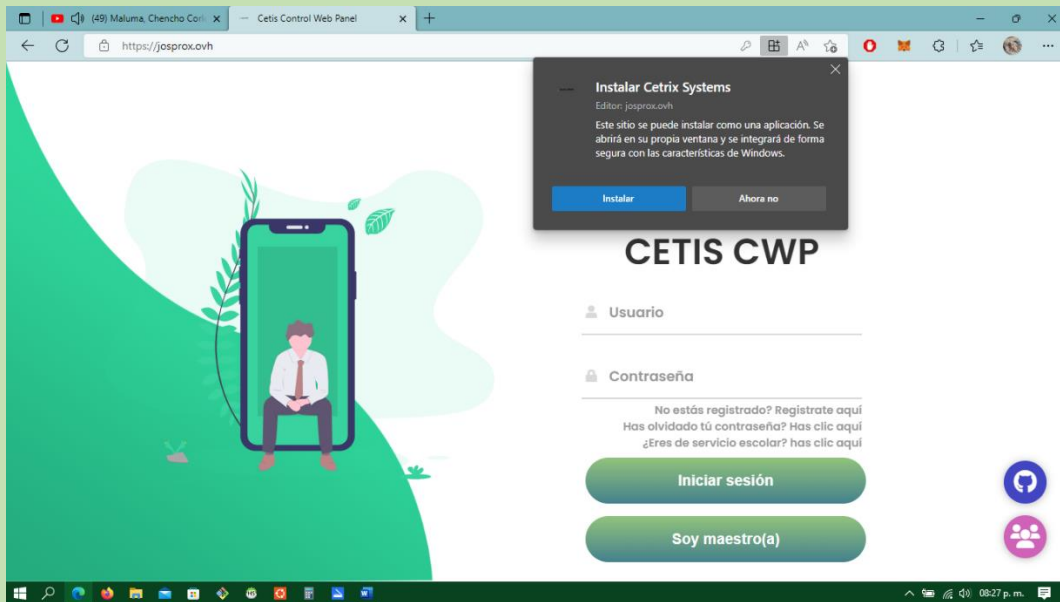 (49) Maluma, Chencho Corl
Cetis Control Web Panel
https://josprox.ovh
Instalar Cetrix Systems
Editor: josprox.ovh
Este sitio se puede instalar como una aplicación. Se
abrirá en su propia ventana y se integrará de forma
segura con las características de Windows.
Instalar
Ahora no
CETIS CWP
Usuario
Contraseña
No estás registrado? Registrate aquí
Has olvidado tú contraseña? Has clic aquí
¿Eres de servicio escolar? has clic aquí
Iniciar sesión
Soy maestro(a)
08:27 p. m.